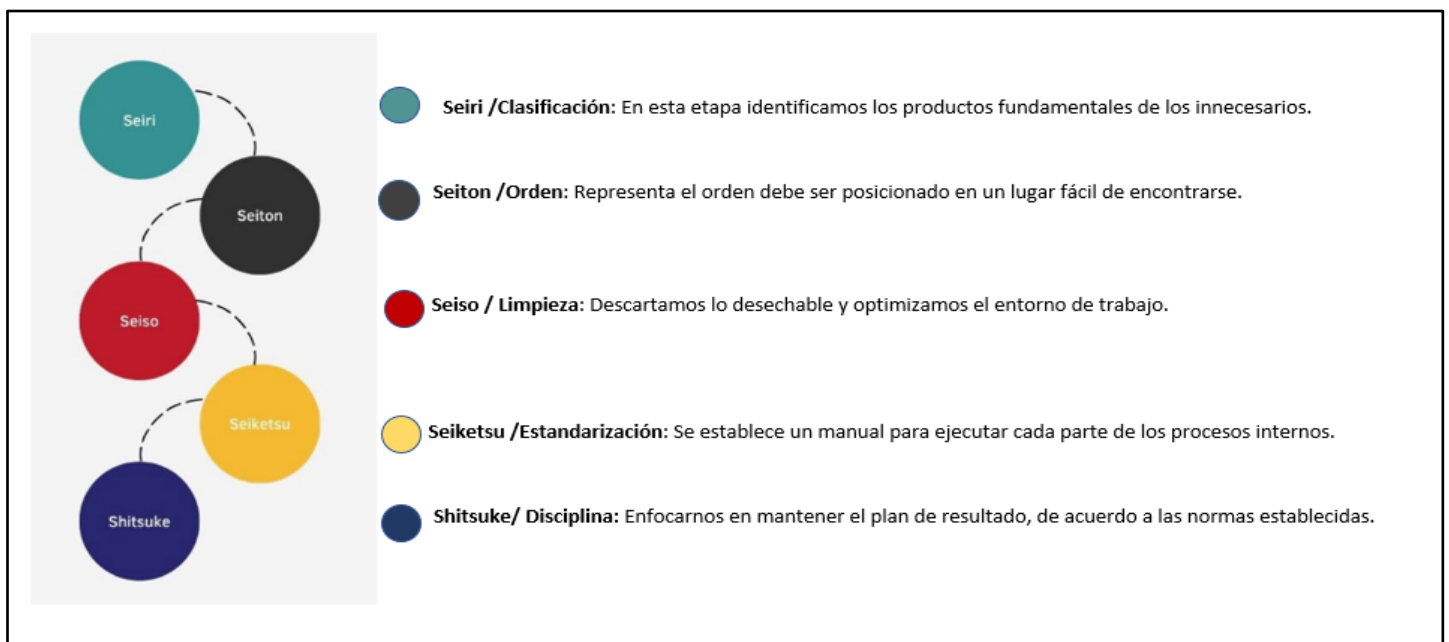 Seiri
Seiri /Clasificación: En esta etapa identificamos los productos fundamentales de los innecesarios.
Seiton
Seiton /Orden: Representa el orden debe ser posicionado en un lugar fácil de encontrarse.
Seiso
Seiso / Limpieza: Descartamos lo desechable y optimizamos el entorno de trabajo.
Seiketsu
Seiketsu /Estandarización: Se establece un manual para ejecutar cada parte de los procesos internos.
Shitsuke
Shitsuke/ Disciplina: Enfocarnos en mantener el plan de resultado, de acuerdo a las normas establecidas.